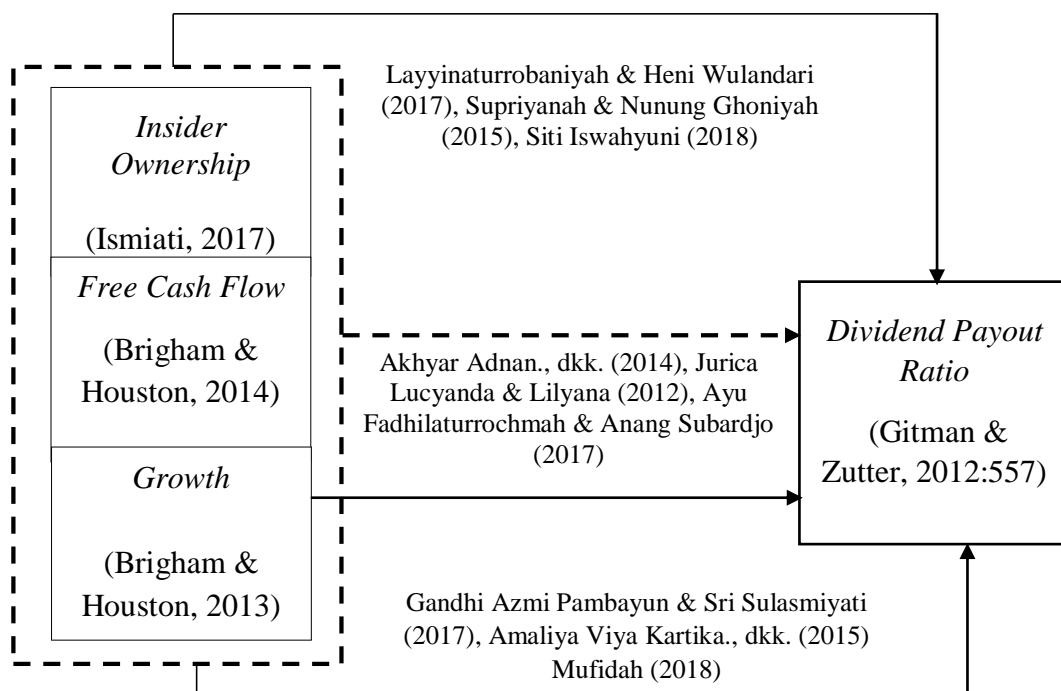 Insider
Ownership
(Ismiati, 2017)
Free Cash Flow
(Brigham &
Houston, 2014)
Growth
(Brigham &
Houston, 2013)
Layyinaturrobaniyah & Heni Wulandari
(2017), Supriyanah & Nunung Ghoniyah
(2015), Siti Iswahyuni (2018)
Akhyar Adnan., dkk. (2014), Jurica
Lucyanda & Lilyana (2012), Ayu
Fadhilaturrochmah & Anang Subardjo
(2017)
Gandhi Azmi Pambayun & Sri Sulasmiyati
(2017), Amaliya Viya Kartika., dkk. (2015)
Mufidah (2018)
Dividend Payout
Ratio
(Gitman &
Zutter, 2012:557)